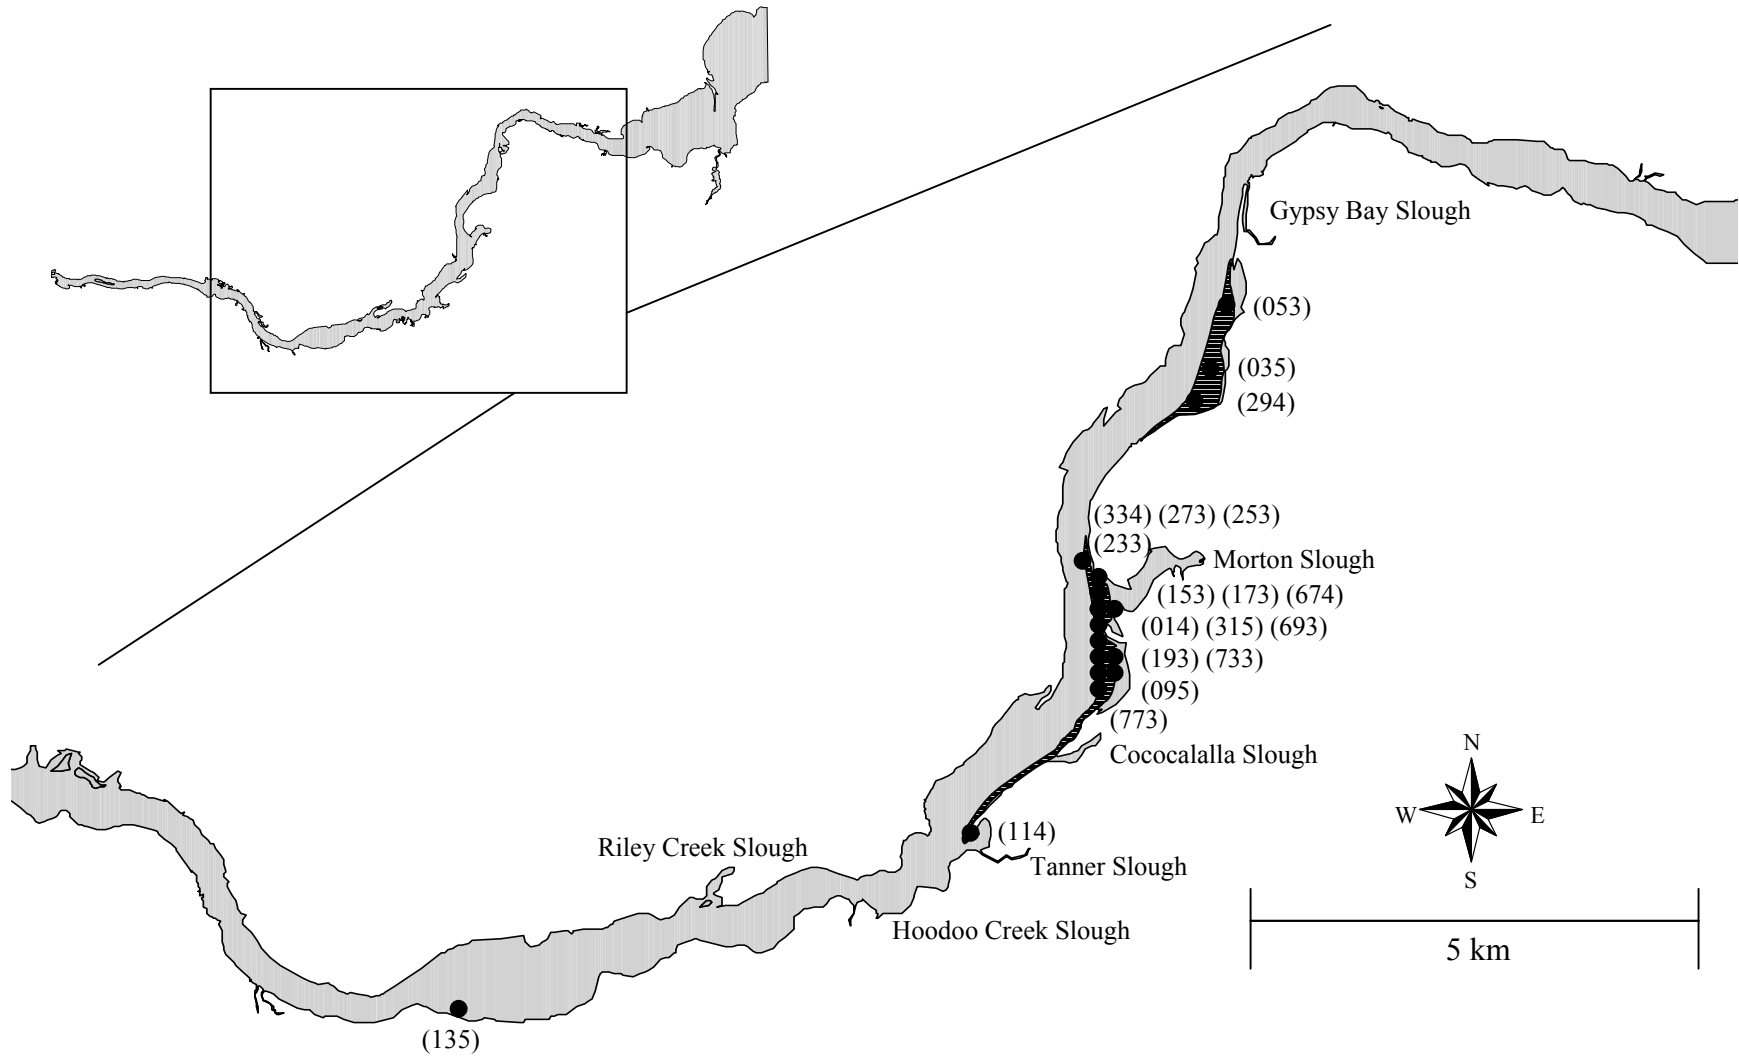 Gypsy Bay Slough
(053)
(035)
(294)
(334) (273) (253)
(233)
Morton Slough
(153) (173) (674)
(014) (315) (693)
(193) (733)
(095)
(773)
Cococalalla Slough
N
W
E
S
(114)
Tanner Slough
Riley Creek Slough
Hoodoo Creek Slough
5 km
(135)